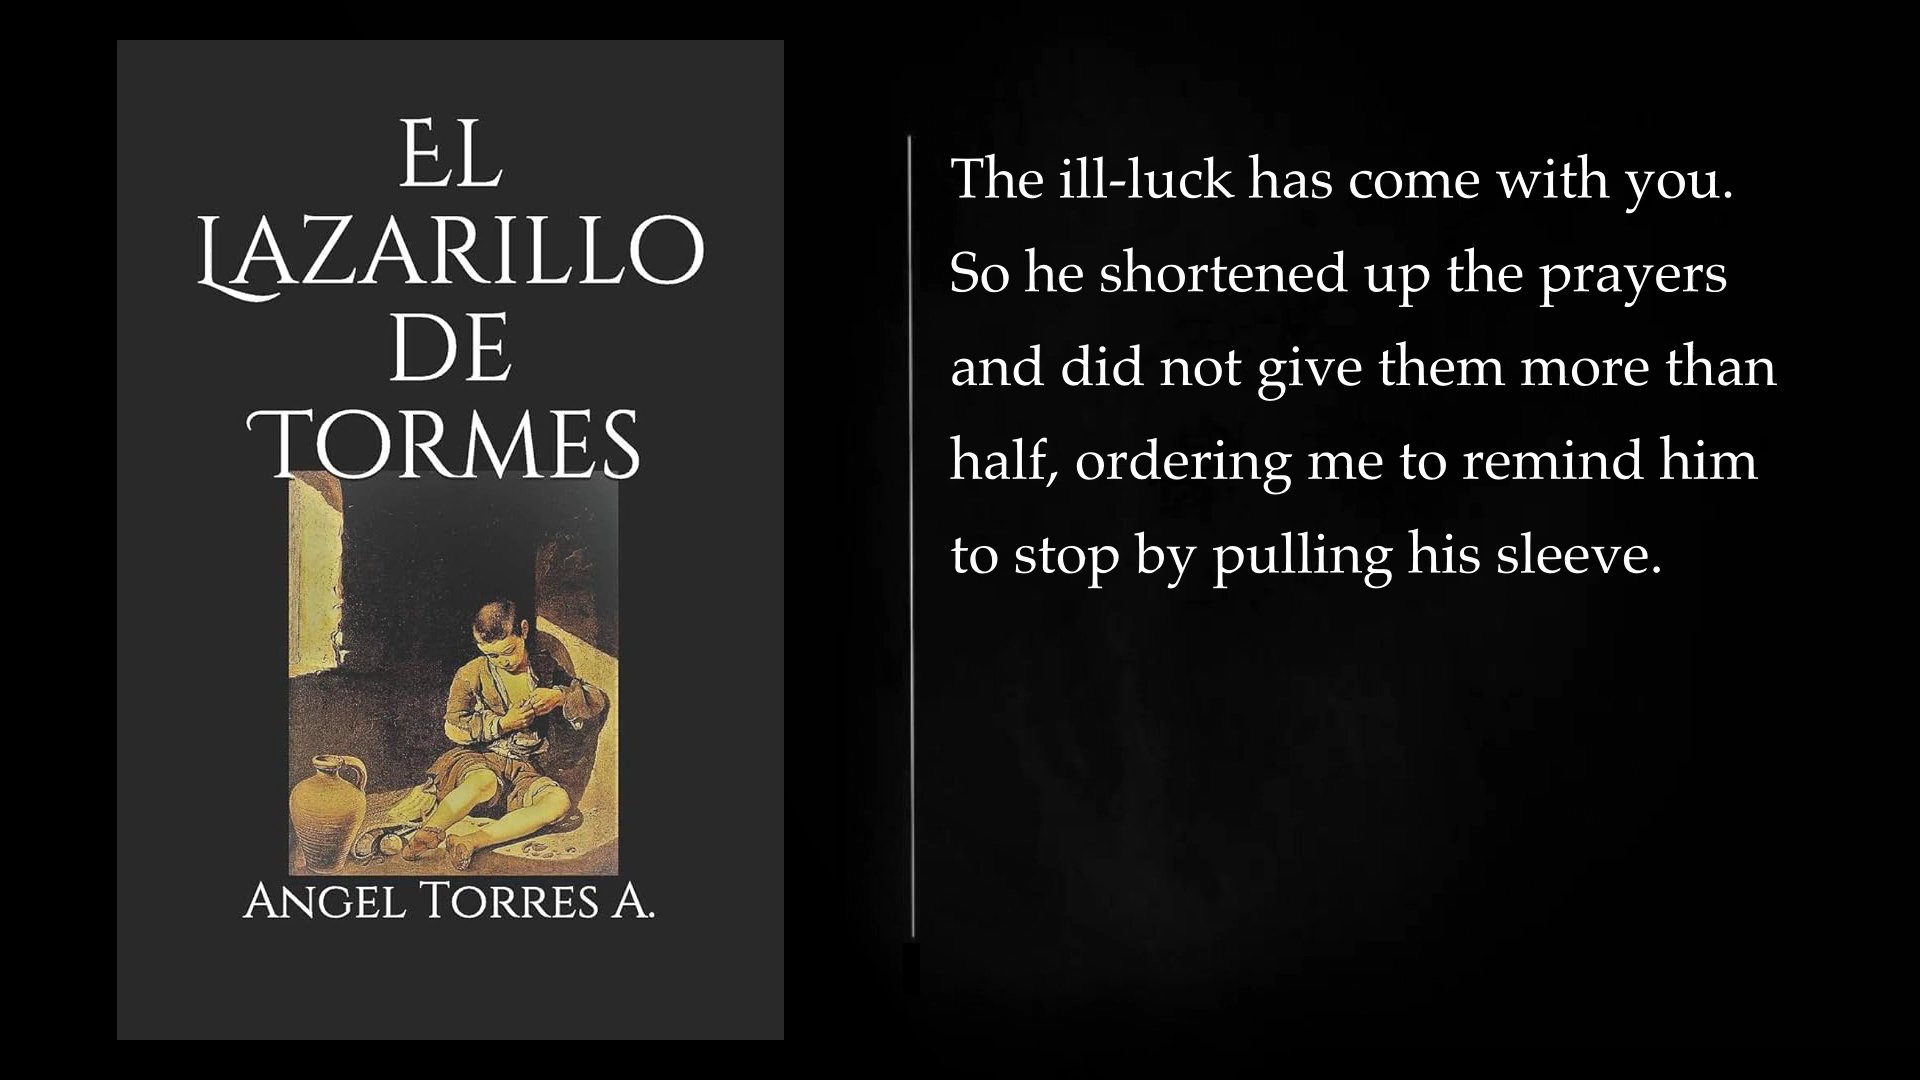 El
Lazarillo
de
Tormes
Angel Torres A.
The ill-luck has come with you.
So he shortened up the prayers
and did not give them more than
half, ordering me to remind him
to stop by pulling his sleeve.